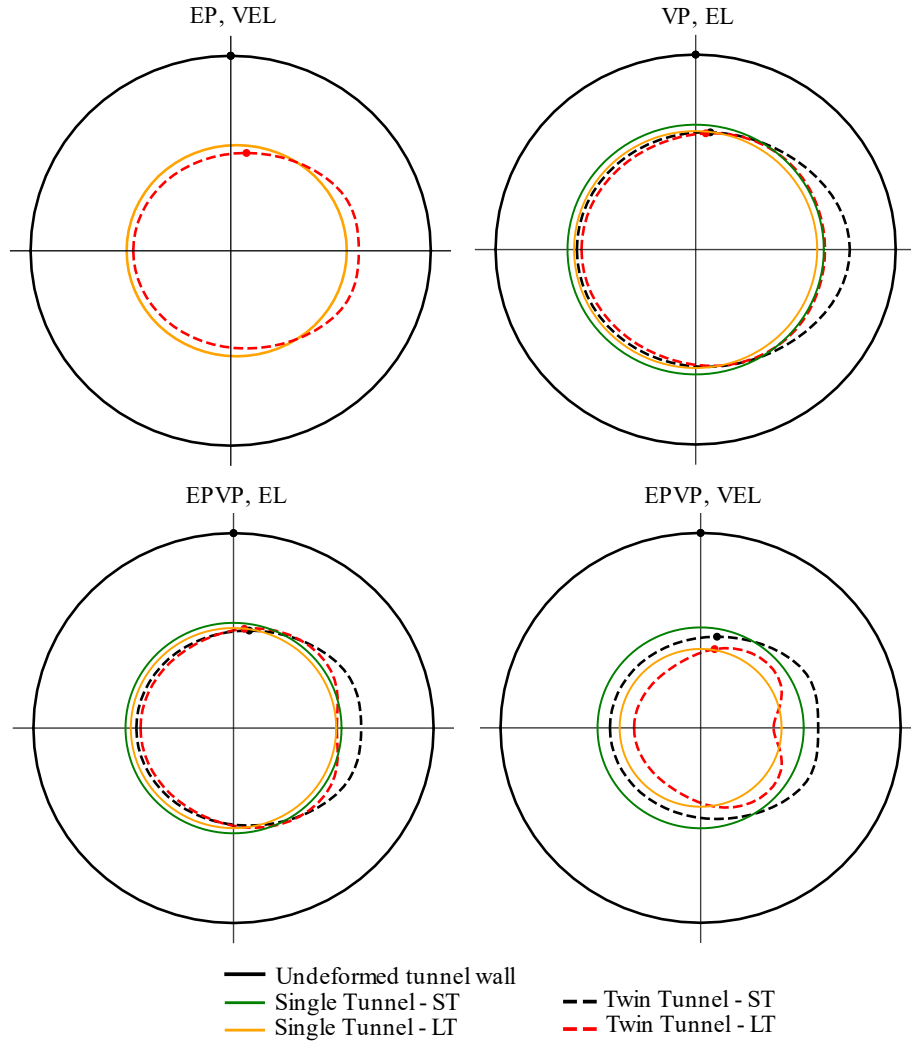 EP, VEL
VP, EL
EPVP, EL
EPVP, VEL
Undeformed tunnel wall
Single Tunnel - ST
Single Tunnel - LT
Twin Tunnel - ST
Twin Tunnel - LT